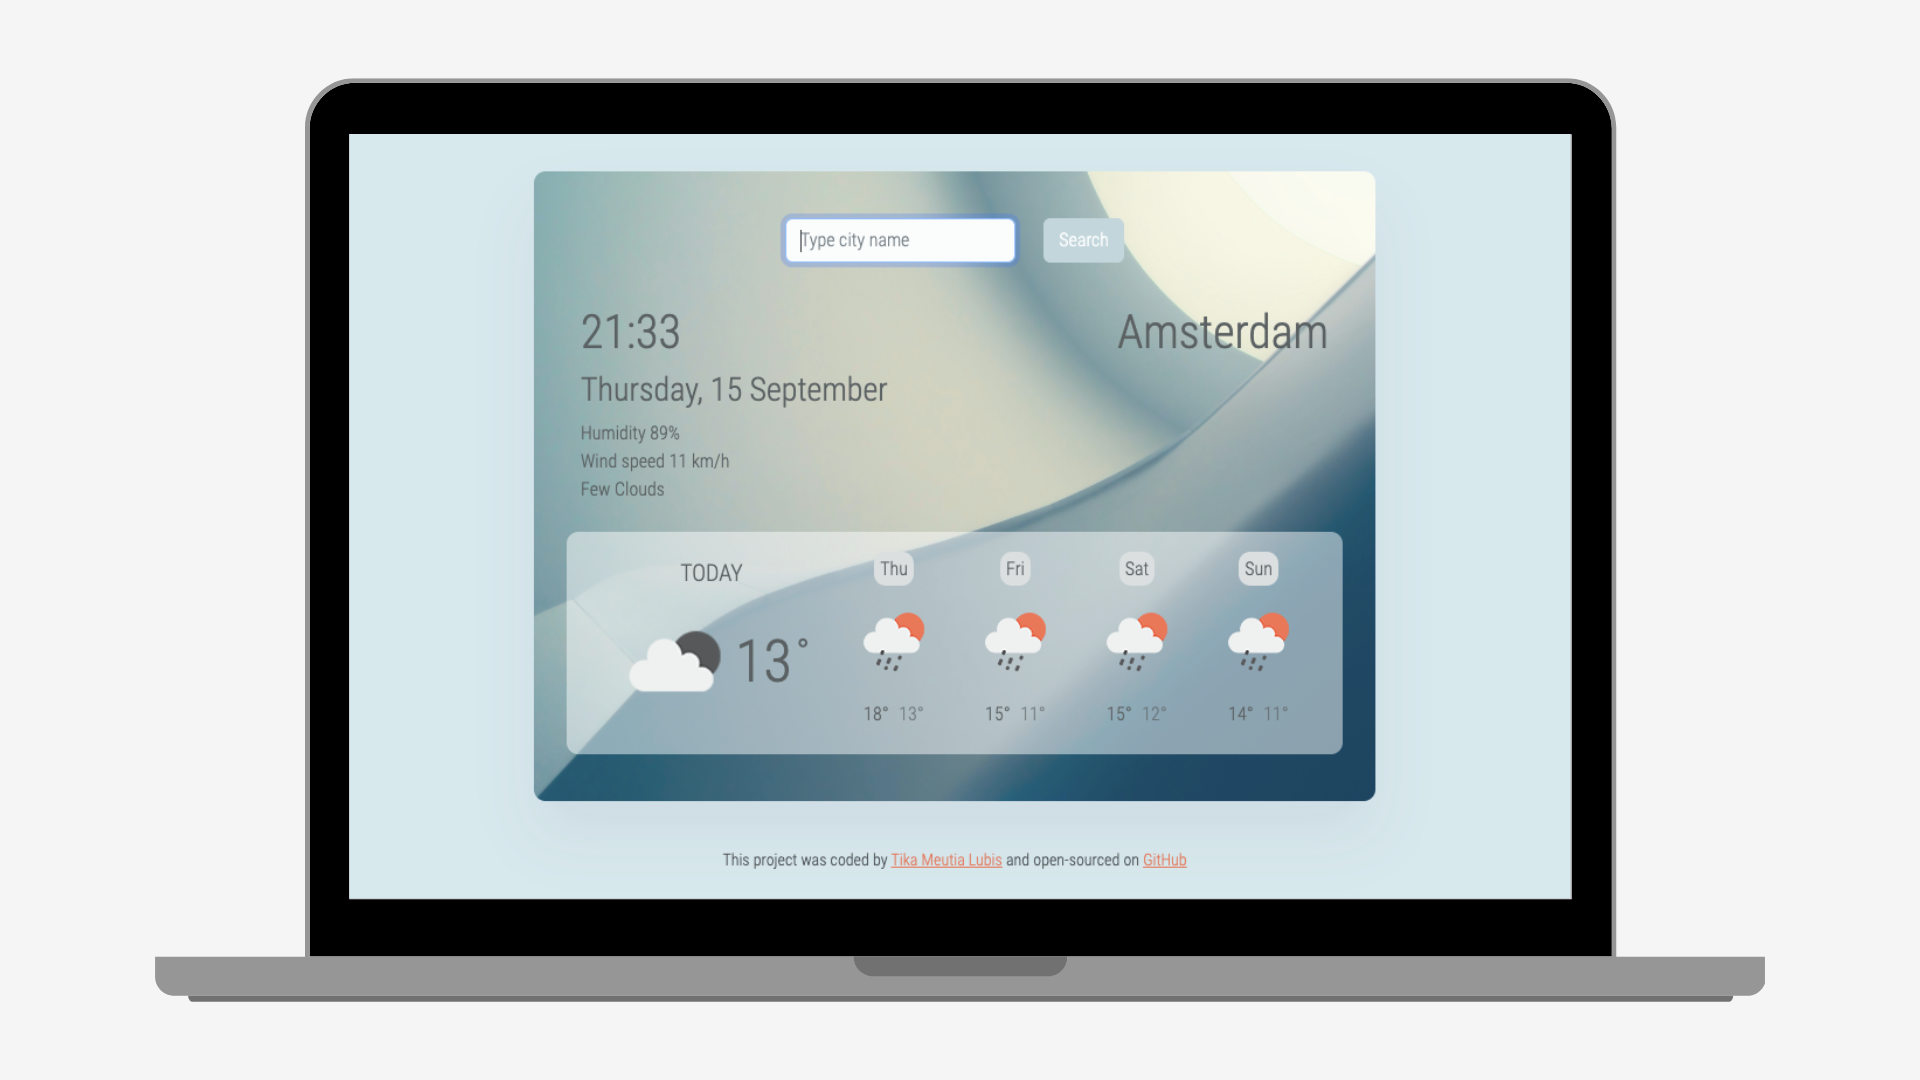 Type city name
Search
21:33
Amsterdam
Thursday, 15 September
Humidity 89%
Wind speed 11 km/h
Few Clouds
TODAY
Thu
Fri
Sat
Sun
13°
18° 13°
15° 11°
15° 12°
14° 11°
This project was coded by Tika Meutia Lubis and open-sourced on GitHub